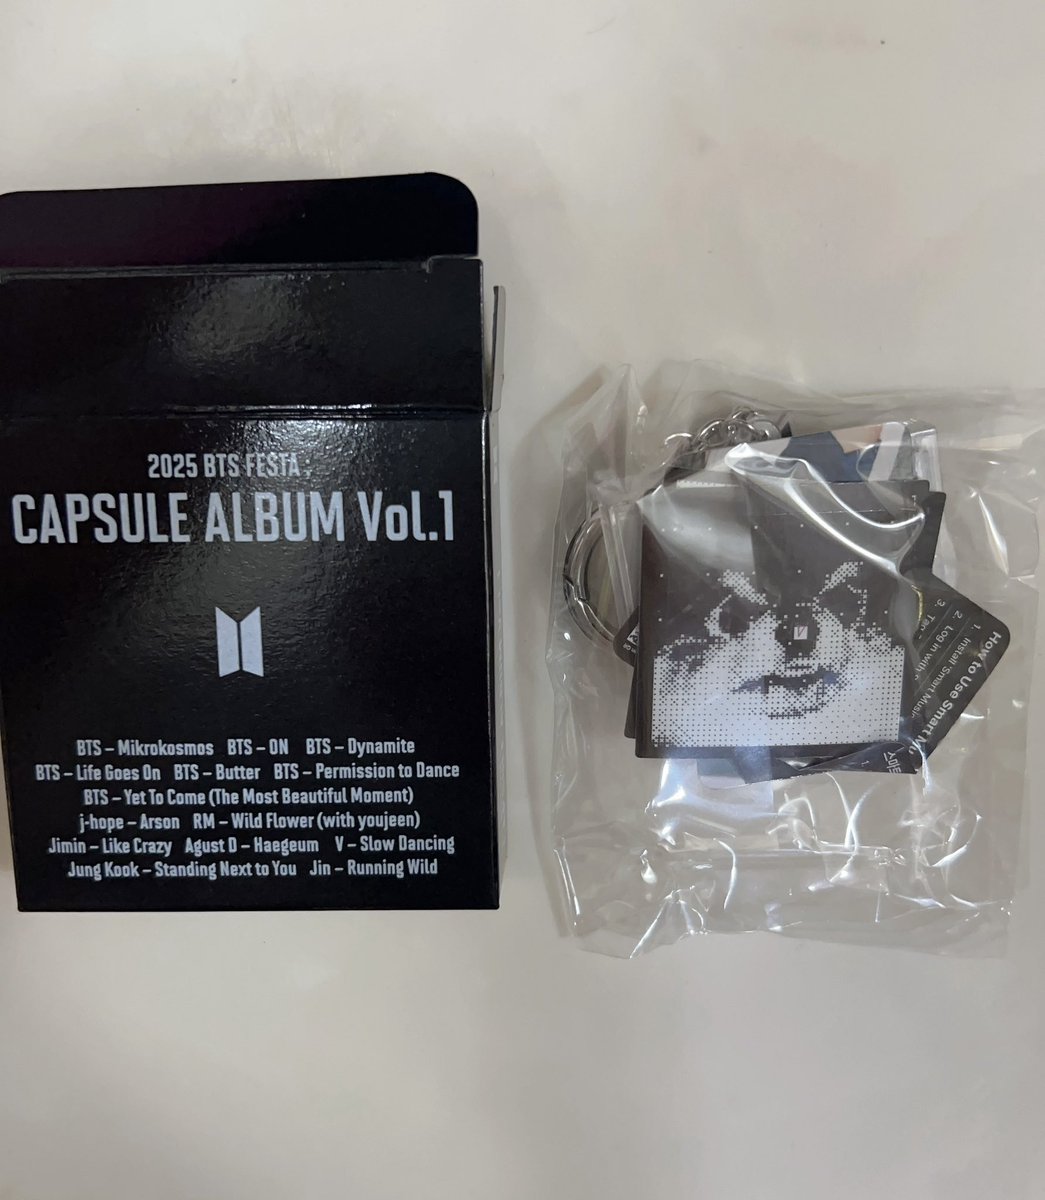 2025 BTS FESTA
CAPSULE ALBUM Vol.1
BTS – Mikrokosmos BTS – ON BTS – Dynamite
BTS – Life Goes On BTS – Butter BTS – Permission to Dance
BTS – Yet To Come (The Most Beautiful Moment)
j-hope – Arson RM – Wild Flower (with youjeen)
Jimin – Like Crazy Agust D – Haegeum V – Slow Dancing
Jung Kook – Standing Next to You Jin – Running Wild
How to Use Smart
1. Install 'Smart Music
2. Log in with
3.